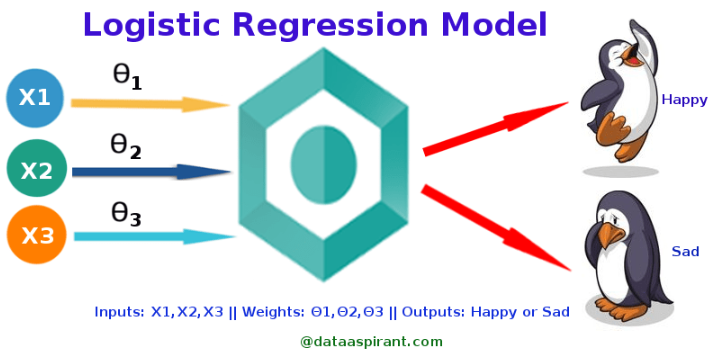 Logistic Regression Model
X1
Θ1
X2
Θ2
X3
Θ3
Happy
Sad
Inputs: X1,X2,X3 || Weights: Θ1,Θ2,Θ3 || Outputs: Happy or Sad
@dataaspirant.com